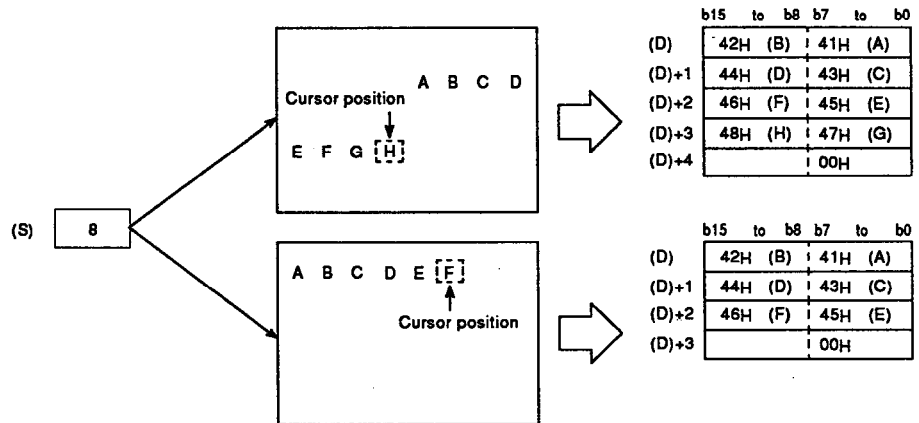 (S) 8
A B C D
Cursor position
E F G H
A B C D E F
Cursor position
b15 to b8 b7 to b0
(D) 42H (B) 41H (A)
(D)+1 44H (D) 43H (C)
(D)+2 46H (F) 45H (E)
(D)+3 48H (H) 47H (G)
(D)+4 00H
b15 to b8 b7 to b0
(D) 42H (B) 41H (A)
(D)+1 44H (D) 43H (C)
(D)+2 46H (F) 45H (E)
(D)+3 00H